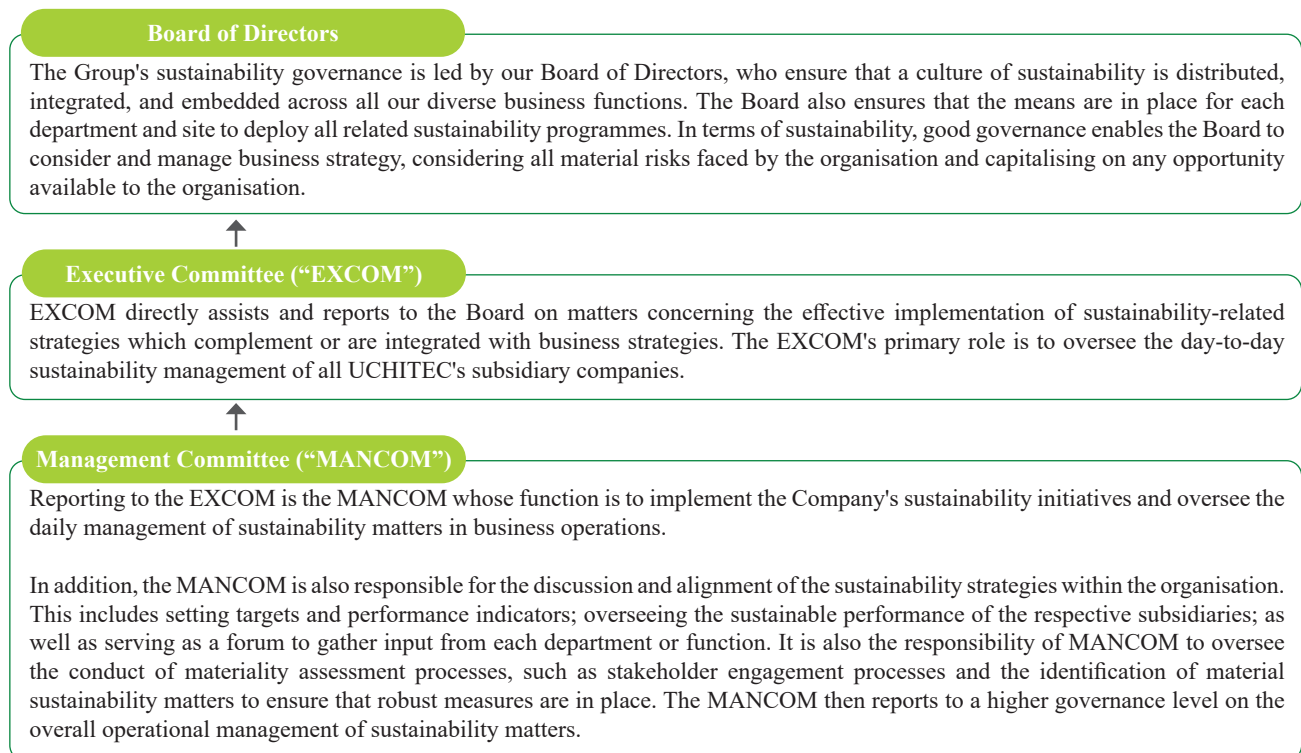 Board of Directors
The Group's sustainability governance is led by our Board of Directors, who ensure that a culture of sustainability is distributed,
integrated, and embedded across all our diverse business functions. The Board also ensures that the means are in place for each
department and site to deploy all related sustainability programmes. In terms of sustainability, good governance enables the Board to
consider and manage business strategy, considering all material risks faced by the organisation and capitalising on any opportunity
available to the organisation.
Executive Committee ("EXCOM")
EXCOM directly assists and reports to the Board on matters concerning the effective implementation of sustainability-related
strategies which complement or are integrated with business strategies. The EXCOM's primary role is to oversee the day-to-day
sustainability management of all UCHITEC's subsidiary companies.
Management Committee ("MANCOM")
Reporting to the EXCOM is the MANCOM whose function is to implement the Company's sustainability initiatives and oversee the
daily management of sustainability matters in business operations.
In addition, the MANCOM is also responsible for the discussion and alignment of the sustainability strategies within the organisation.
This includes setting targets and performance indicators; overseeing the sustainable performance of the respective subsidiaries; as
well as serving as a forum to gather input from each department or function. It is also the responsibility of MANCOM to oversee
the conduct of materiality assessment processes, such as stakeholder engagement processes and the identification of material
sustainability matters to ensure that robust measures are in place. The MANCOM then reports to a higher governance level on the
overall operational management of sustainability matters.